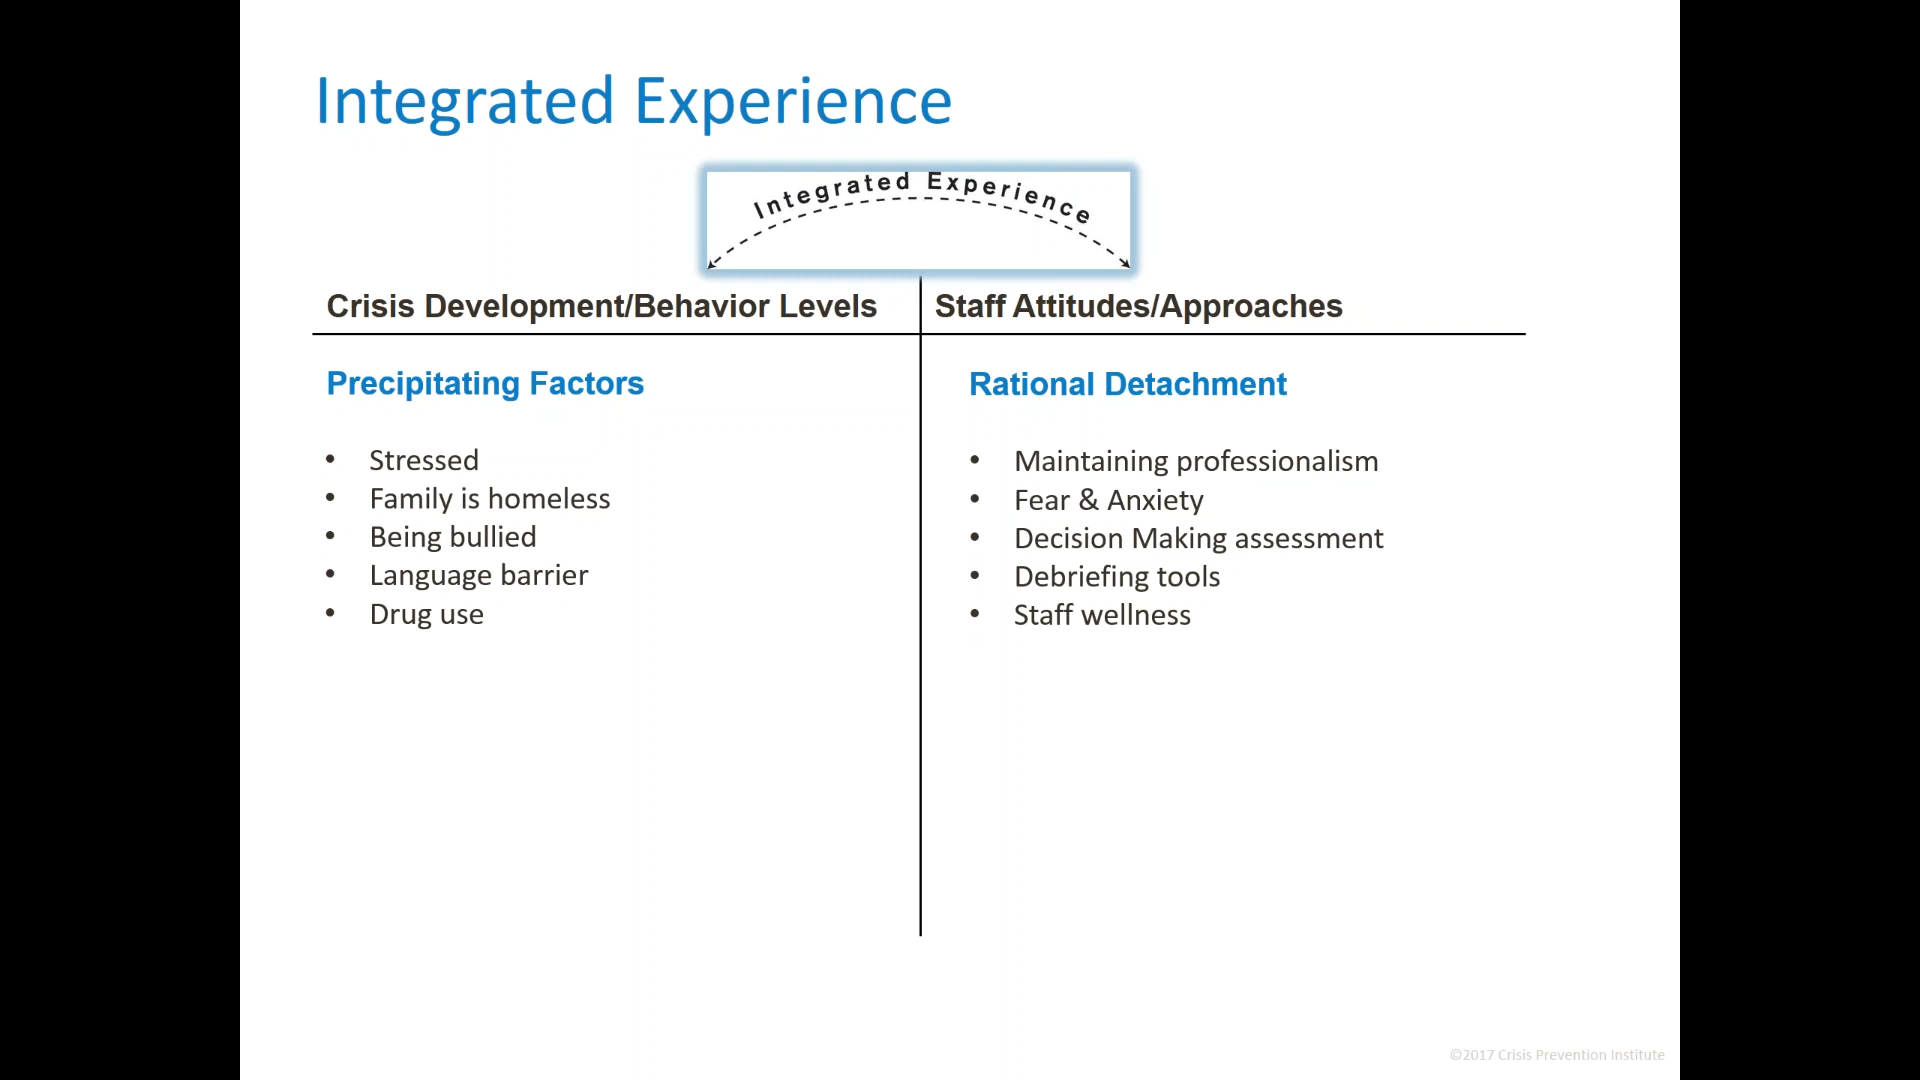 Integrated Experience
Integrated Experience
Crisis Development/Behavior Levels
Staff Attitudes/Approaches
Precipitating Factors
• Stressed
• Family is homeless
• Being bullied
• Language barrier
• Drug use
Rational Detachment
• Maintaining professionalism
• Fear & Anxiety
• Decision Making assessment
• Debriefing tools
• Staff wellness
©2017 Crisis Prevention Institute